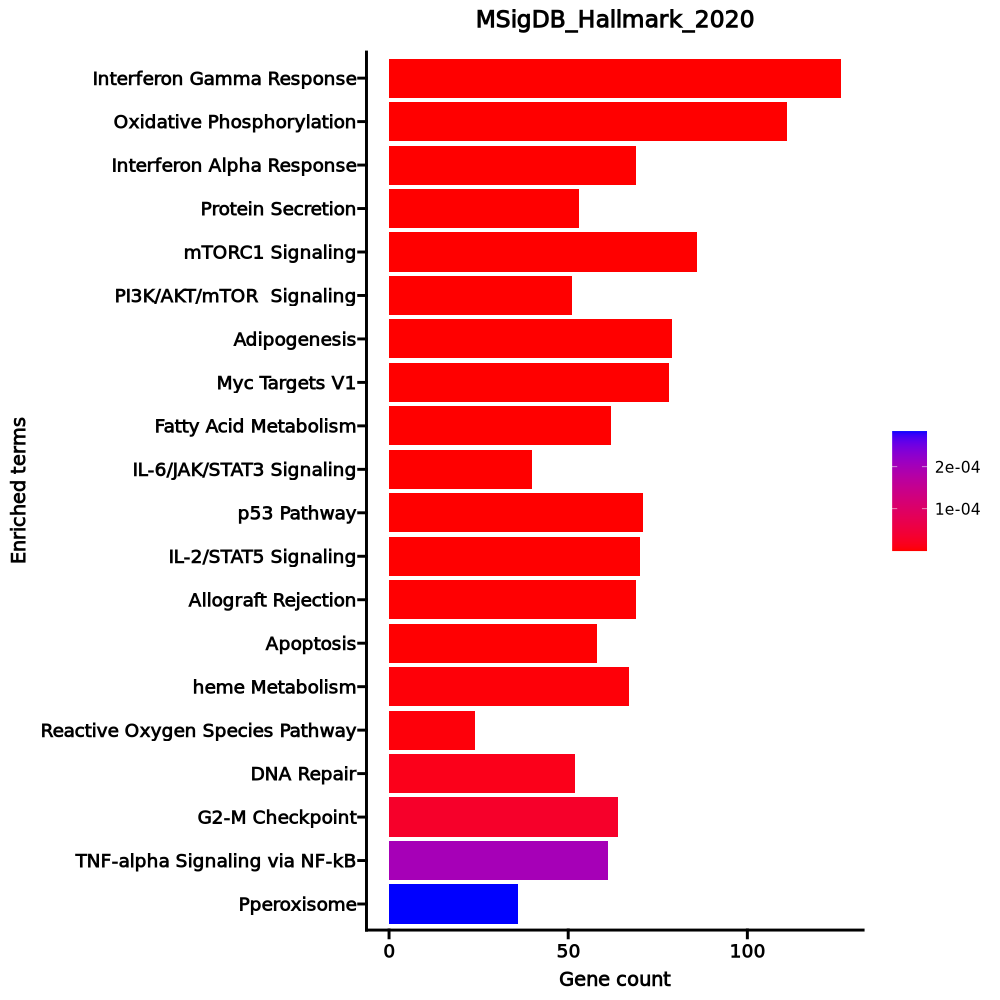 MSigDB_Hallmark_2020
Interferon Gamma Response
Oxidative Phosphorylation
Interferon Alpha Response
Protein Secretion
mTORC1 Signaling
PI3K/AKT/mTOR  Signaling
Adipogenesis
Myc Targets V1
Fatty Acid Metabolism
IL-6/JAK/STAT3 Signaling
p53 Pathway
IL-2/STAT5 Signaling
Allograft Rejection
Apoptosis
heme Metabolism
Reactive Oxygen Species Pathway
DNA Repair
G2-M Checkpoint
TNF-alpha Signaling via NF-kB
Pperoxisome
Enriched terms
0 50 100
Gene count
2e-04
1e-04